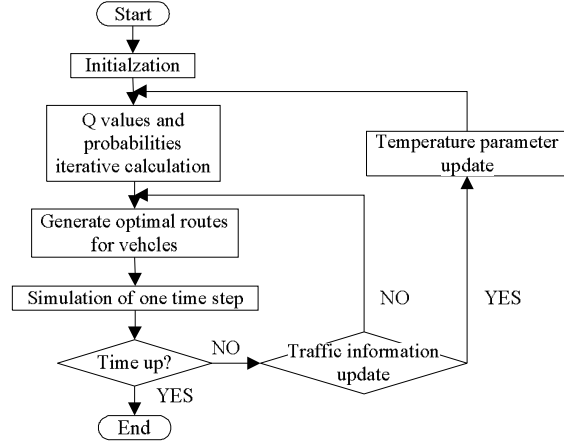 Start
Initialzation
Q values and
probabilities
iterative calculation
Temperature parameter
update
Generate optimal routes
for vehcles
Simulation of one time step
NO
YES
Time up?
NO
Traffic information
update
YES
End